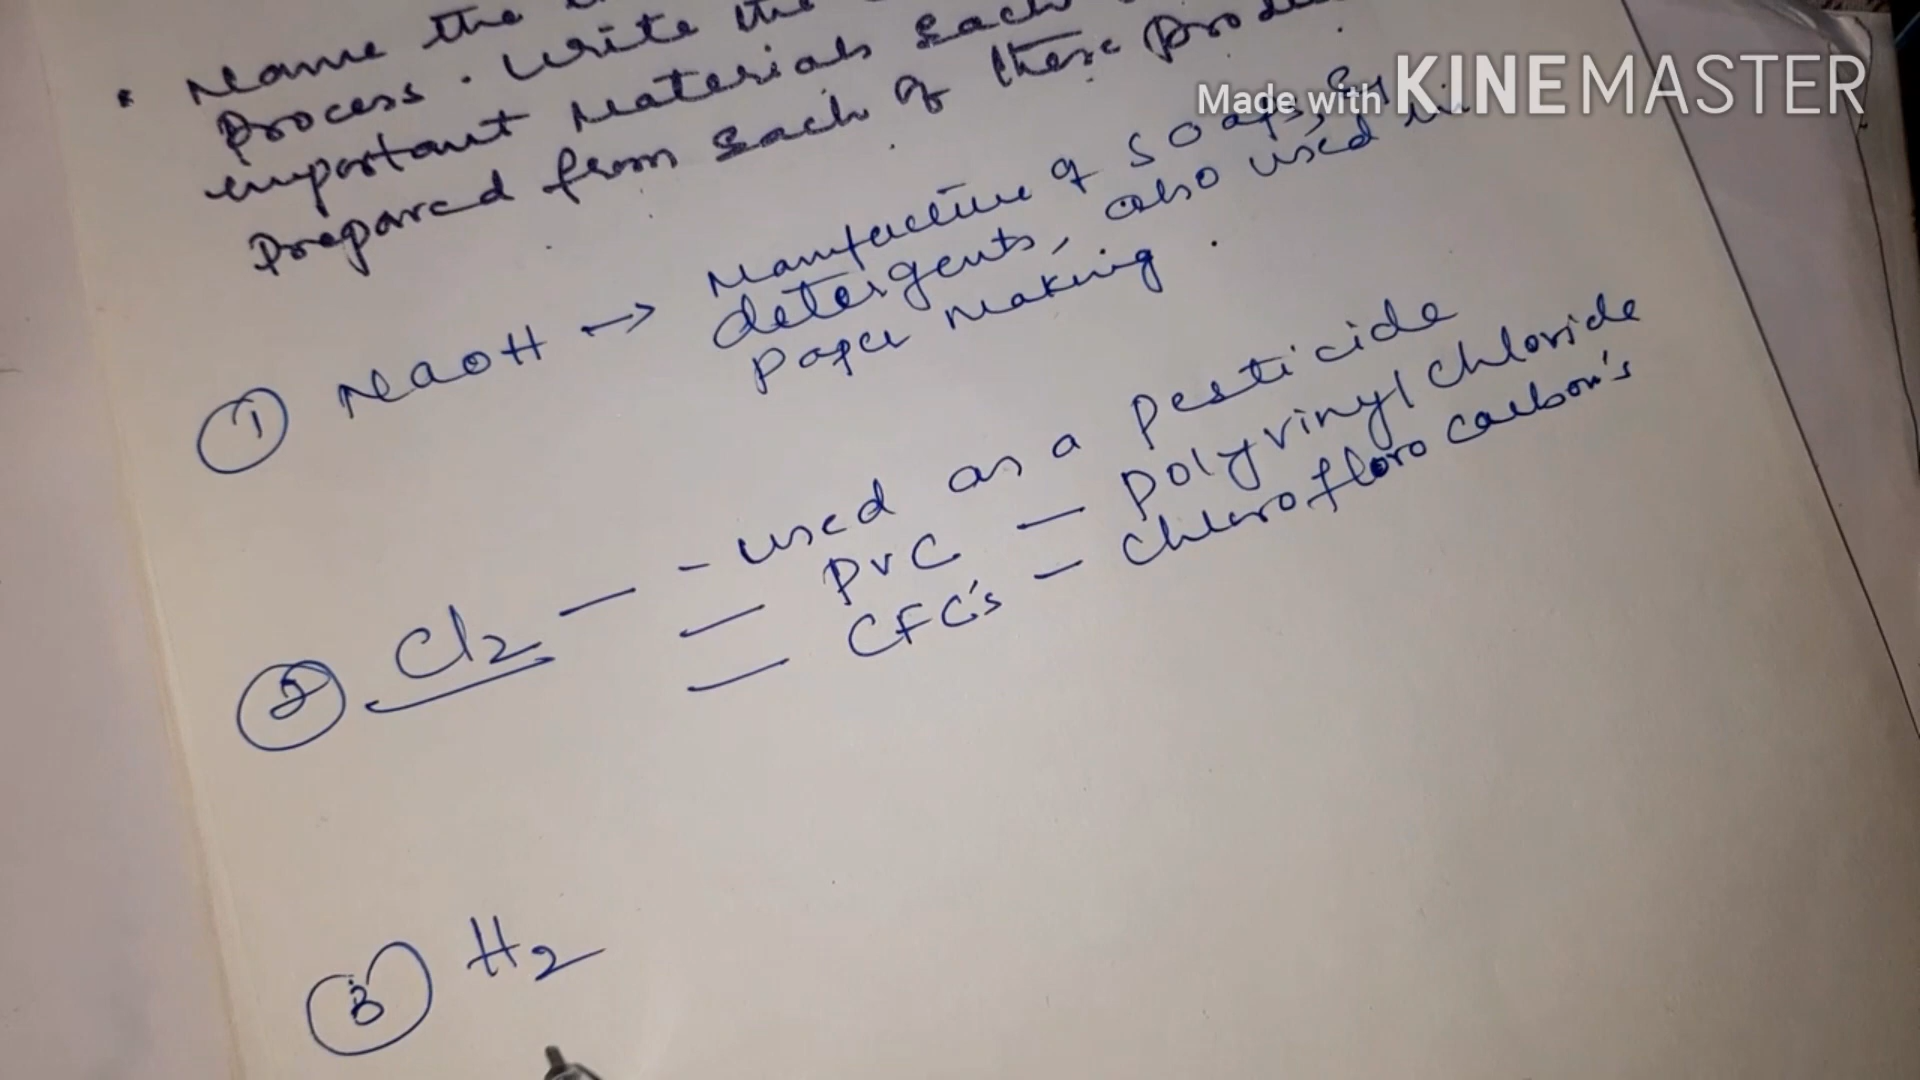 • Name the
Process. Write the
important materials each
Prepared from each of these
Made with KINEMASTER
① NaOH → Manufacture of soaps, &
detergents, also used in
Paper making.
② Cl2 — - used as a pesticide
— PVC — polyvinyl chloride
— CFC's — chloro floro carbon's
③ H2